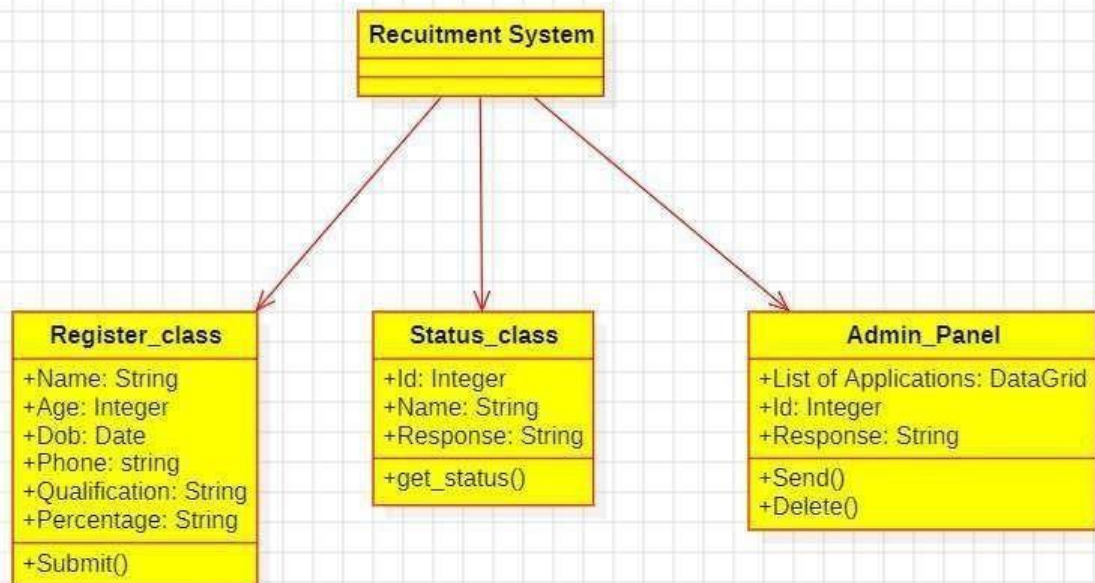 Recuitment System
Register_class
+Name: String
+Age: Integer
+Dob: Date
+Phone: string
+Qualification: String
+Percentage: String
+Submit()
Status_class
+Id: Integer
+Name: String
+Response: String
+get_status()
Admin_Panel
+List of Applications: DataGrid
+Id: Integer
+Response: String
+Send()
+Delete()